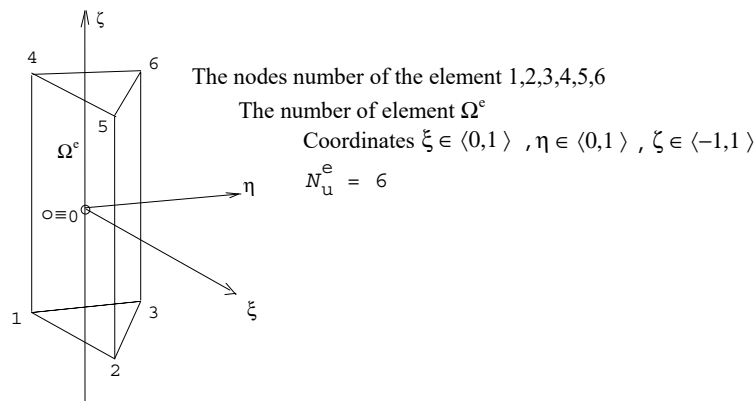 ζ
4
6
The nodes number of the element 1,2,3,4,5,6
The number of element Ωᵉ
5
Coordinates ξ ∈ ⟨0,1 ⟩ , η ∈ ⟨0,1 ⟩ , ζ ∈ ⟨−1,1 ⟩
Ωᵉ
η
N_u^e = 6
O≡0
ξ
3
1
2